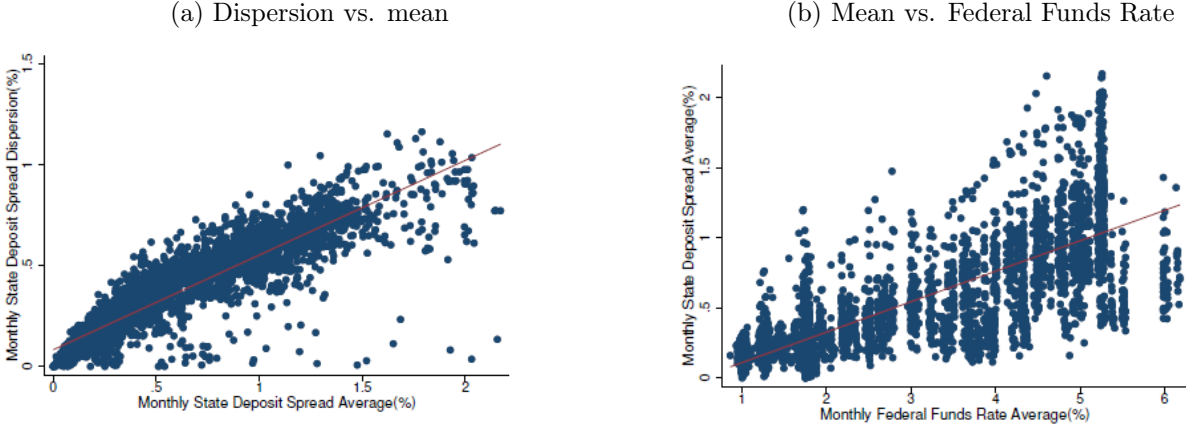 (a) Dispersion vs. mean
Monthly State Deposit Spread Dispersion(%)
1.5
1
.5
0
0 .5 1 1.5 2
Monthly State Deposit Spread Average(%)
(b) Mean vs. Federal Funds Rate
Monthly State Deposit Spread Average(%)
2
1.5
1
.5
0
1 2 3 4 5 6
Monthly Federal Funds Rate Average(%)